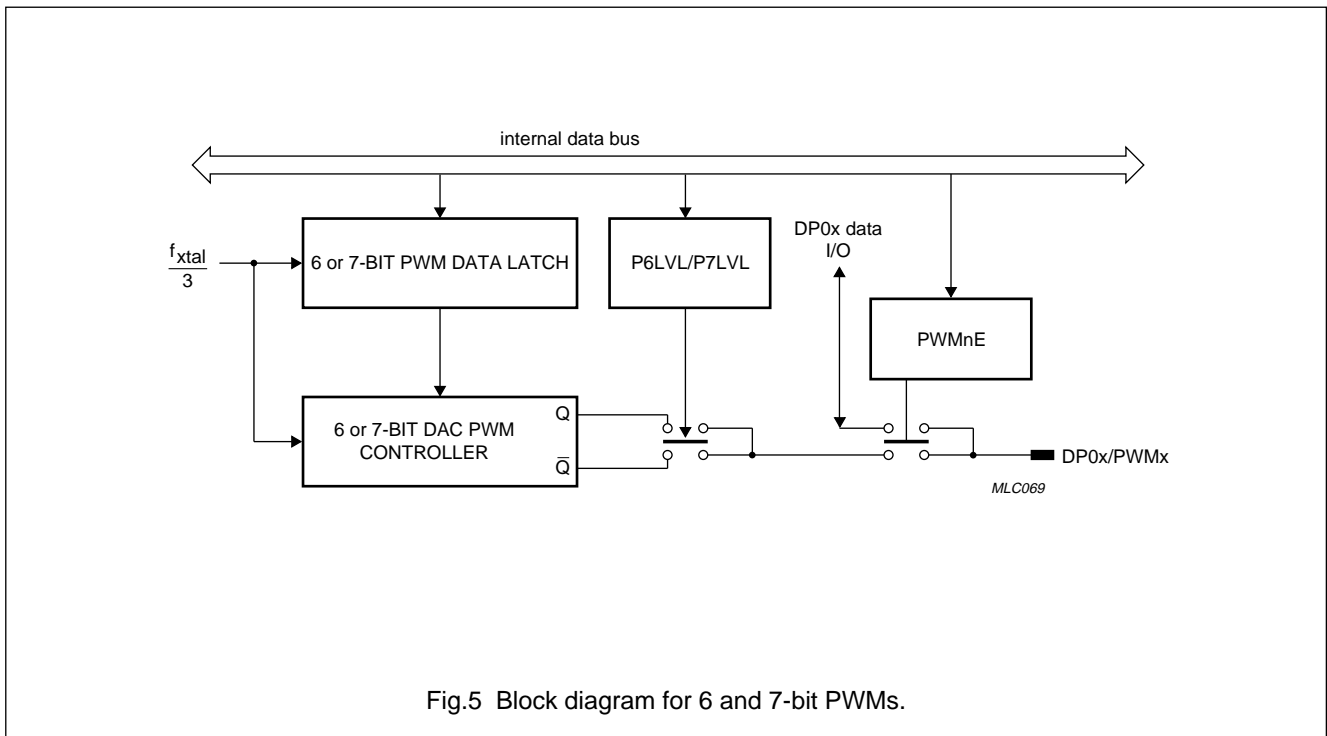 internal data bus
DP0x data
I/O
fxtal
3
6 or 7-BIT PWM DATA LATCH
P6LVL/P7LVL
PWMnE
6 or 7-BIT DAC PWM
CONTROLLER
Q
Q̅
DP0x/PWMx
MLC069
Fig.5 Block diagram for 6 and 7-bit PWMs.